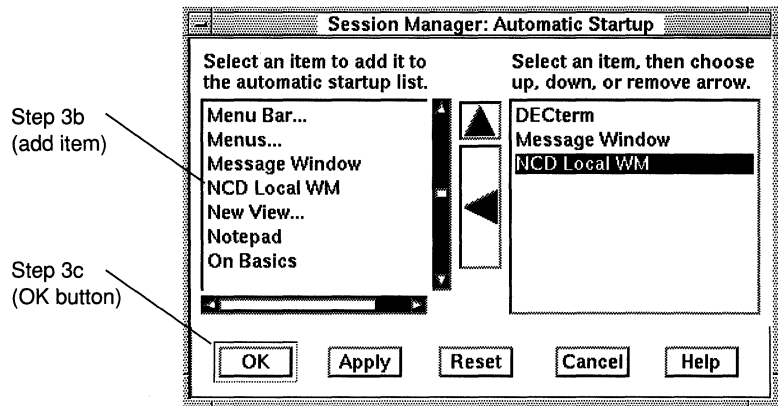 Session Manager: Automatic Startup
Select an item to add it to
the automatic startup list.
Select an item, then choose
up, down, or remove arrow.
Step 3b
(add item)
Menu Bar...
Menus...
Message Window
NCD Local WM
New View...
Notepad
On Basics
DECterm
Message Window
NCD Local WM
Step 3c
(OK button)
OK
Apply
Reset
Cancel
Help